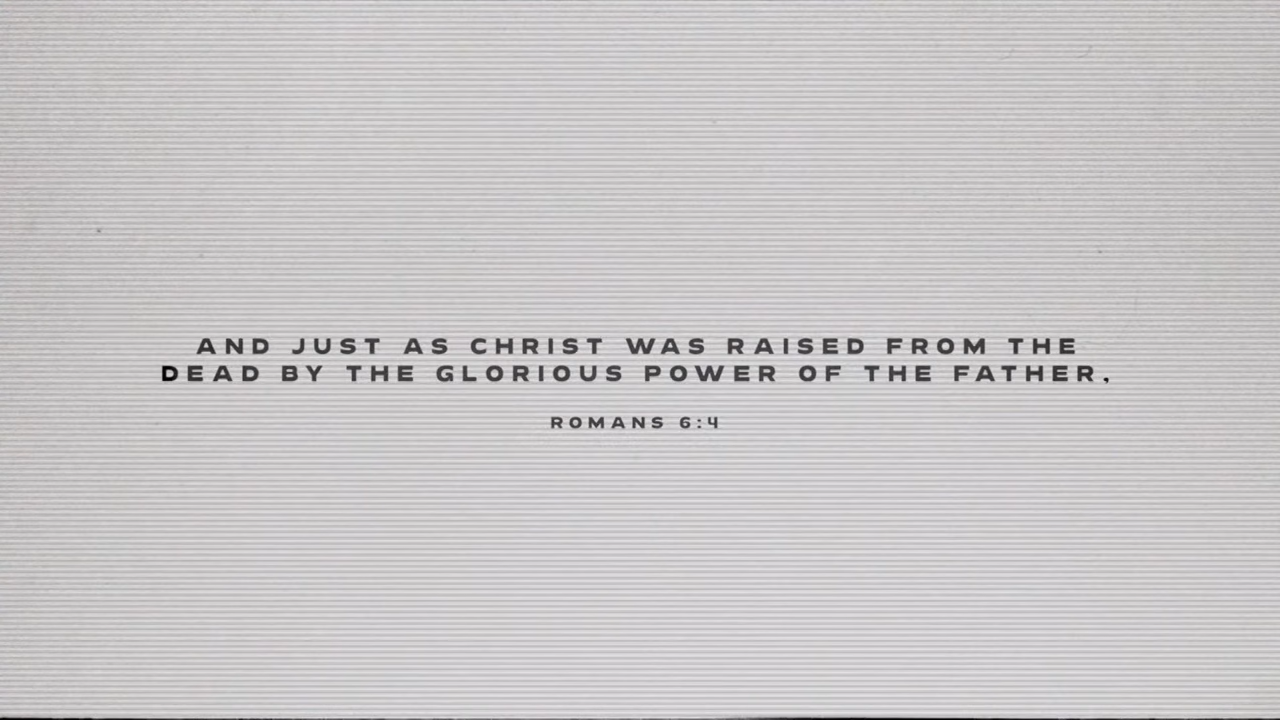 AND JUST AS CHRIST WAS RAISED FROM THE
DEAD BY THE GLORIOUS POWER OF THE FATHER,
ROMANS 6:4